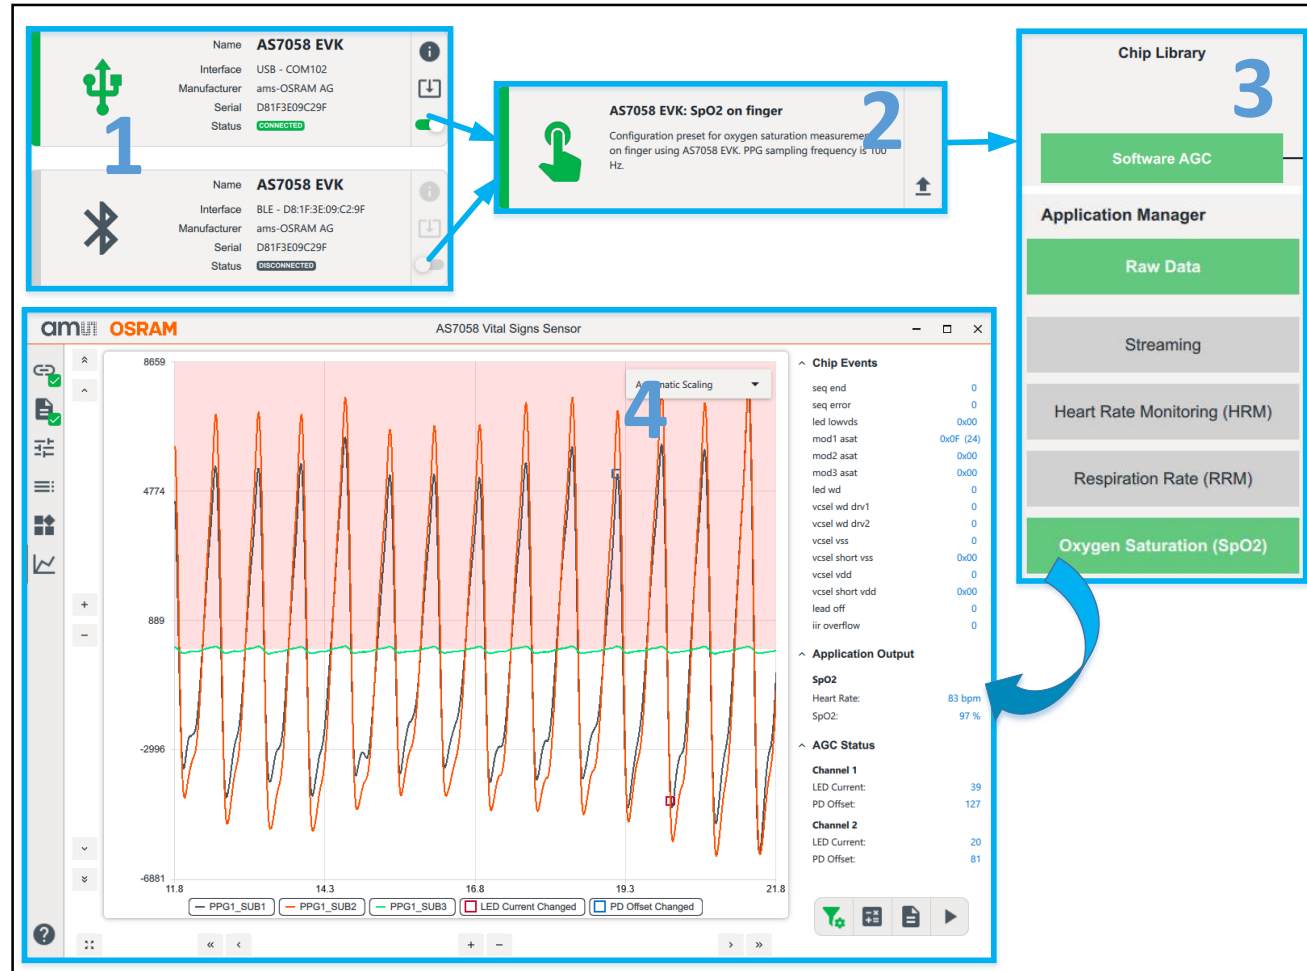 Name AS7058 EVK
Interface USB - COM102
Manufacturer ams-OSRAM AG
Serial D81F3E09C29F
Status CONNECTED
1
Name AS7058 EVK
Interface BLE - D8:1F:3E:09:C2:9F
Manufacturer ams-OSRAM AG
Serial D81F3E09C29F
Status DISCONNECTED
2
AS7058 EVK: SpO2 on finger
Configuration preset for oxygen saturation measurement
on finger using AS7058 EVK. PPG sampling frequency is 100
Hz.
3
Chip Library
Software AGC
Application Manager
Raw Data
Streaming
Heart Rate Monitoring (HRM)
Respiration Rate (RRM)
Oxygen Saturation (SpO2)
am OSRAM
AS7058 Vital Signs Sensor
4
Automatic Scaling
8659
4774
889
-2996
-6881
11.8 14.3 16.8 19.3 21.8
PPG1_SUB1 PPG1_SUB2 PPG1_SUB3 LED Current Changed PD Offset Changed
Chip Events
seq end 0
seq error 0
led lowvds 0x00
mod1 asat 0x0F (24)
mod2 asat 0x00
mod3 asat 0x00
led wd 0
vcsel wd drv1 0
vcsel wd drv2 0
vcsel vss 0
vcsel short vss 0x00
vcsel vdd 0
vcsel short vdd 0x00
lead off 0
iir overflow 0
Application Output
SpO2
Heart Rate: 83 bpm
SpO2: 97 %
AGC Status
Channel 1
LED Current: 39
PD Offset: 127
Channel 2
LED Current: 20
PD Offset: 81